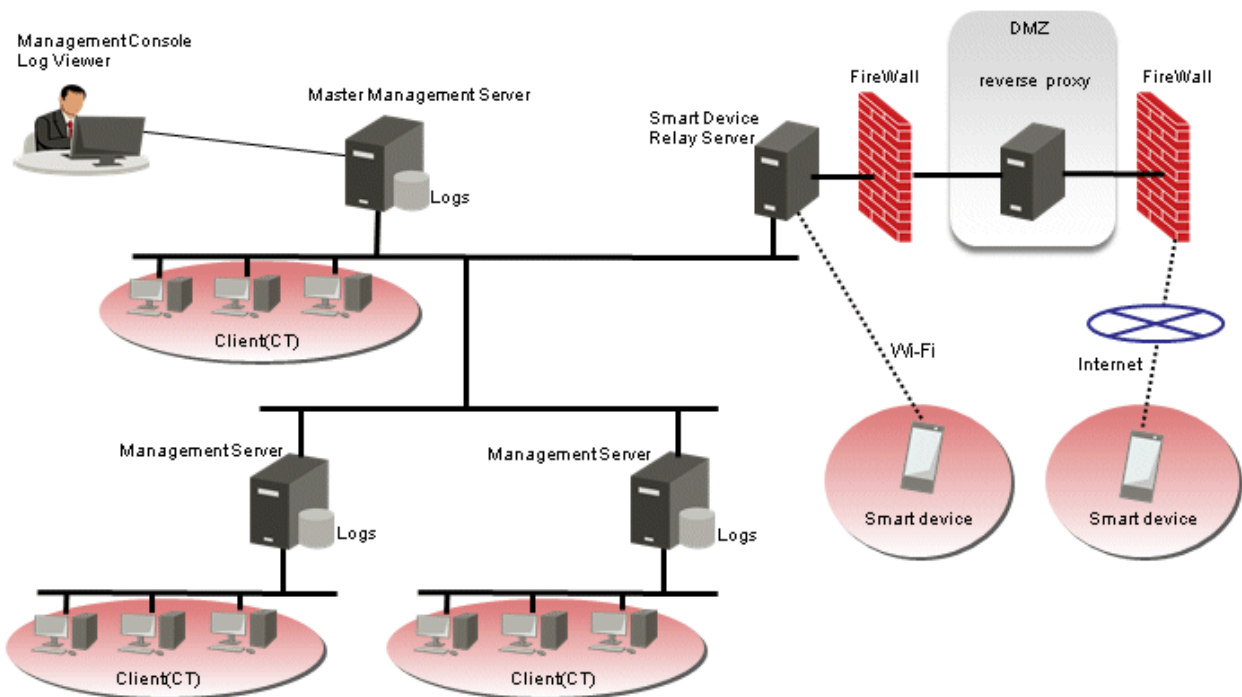 Management Console
Log Viewer
Master Management Server
Logs
Smart Device
Relay Server
FireWall
DMZ
reverse proxy
FireWall
Client(CT)
Wi-Fi
Internet
Management Server
Logs
Management Server
Logs
Smart device
Smart device
Client(CT)
Client(CT)